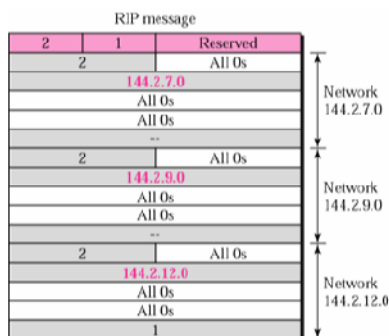 RIP message
2 1 Reserved
2 All 0s
144.2.7.0
All 0s
All 0s
--
Network
144.2.7.0
2 All 0s
144.2.9.0
All 0s
All 0s
--
Network
144.2.9.0
2 All 0s
144.2.12.0
All 0s
All 0s
1
Network
144.2.12.0